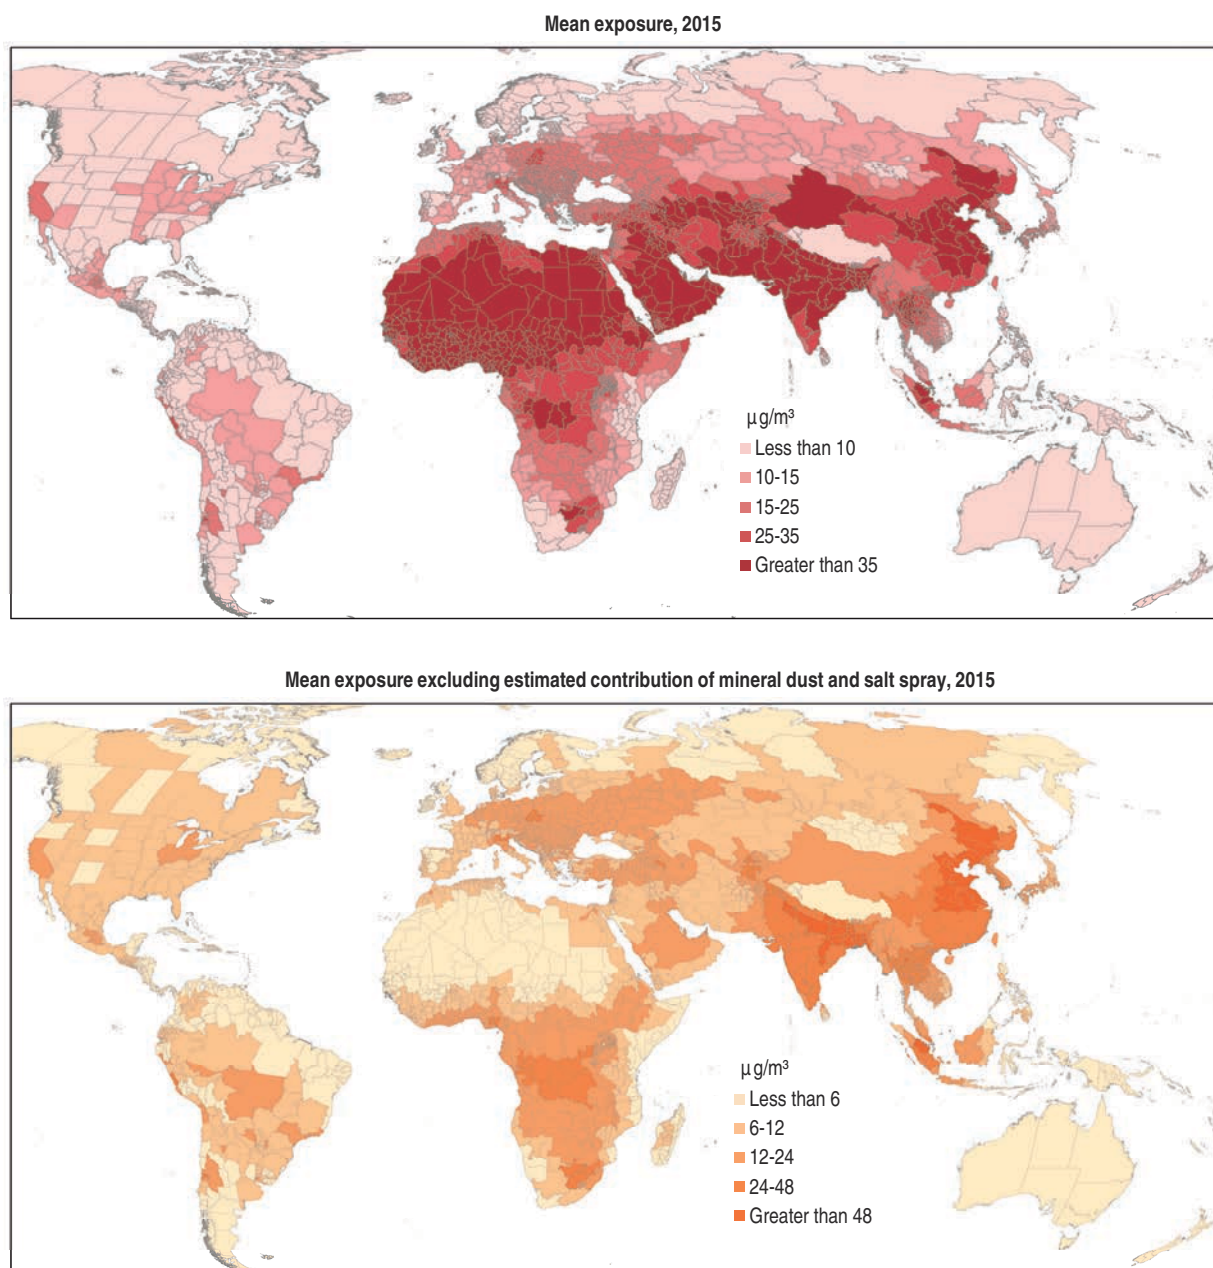 Mean exposure, 2015
µg/m³
Less than 10
10-15
15-25
25-35
Greater than 35
Mean exposure excluding estimated contribution of mineral dust and salt spray, 2015
µg/m³
Less than 6
6-12
12-24
24-48
Greater than 48